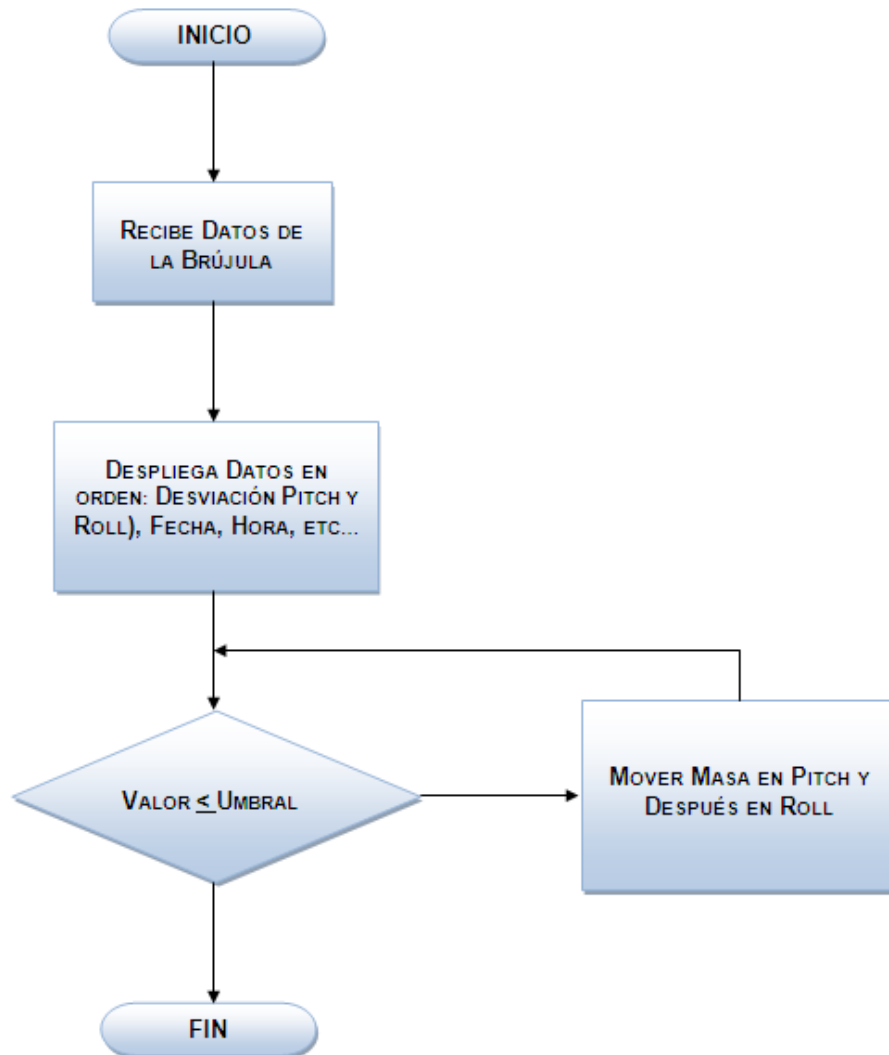 INICIO
RECIBE DATOS DE
LA BRÚJULA
DESPLIEGA DATOS EN
ORDEN: DESVIACIÓN PITCH Y
ROLL), FECHA, HORA, ETC...
VALOR ≤ UMBRAL
MOVER MASA EN PITCH Y
DESPUÉS EN ROLL
FIN